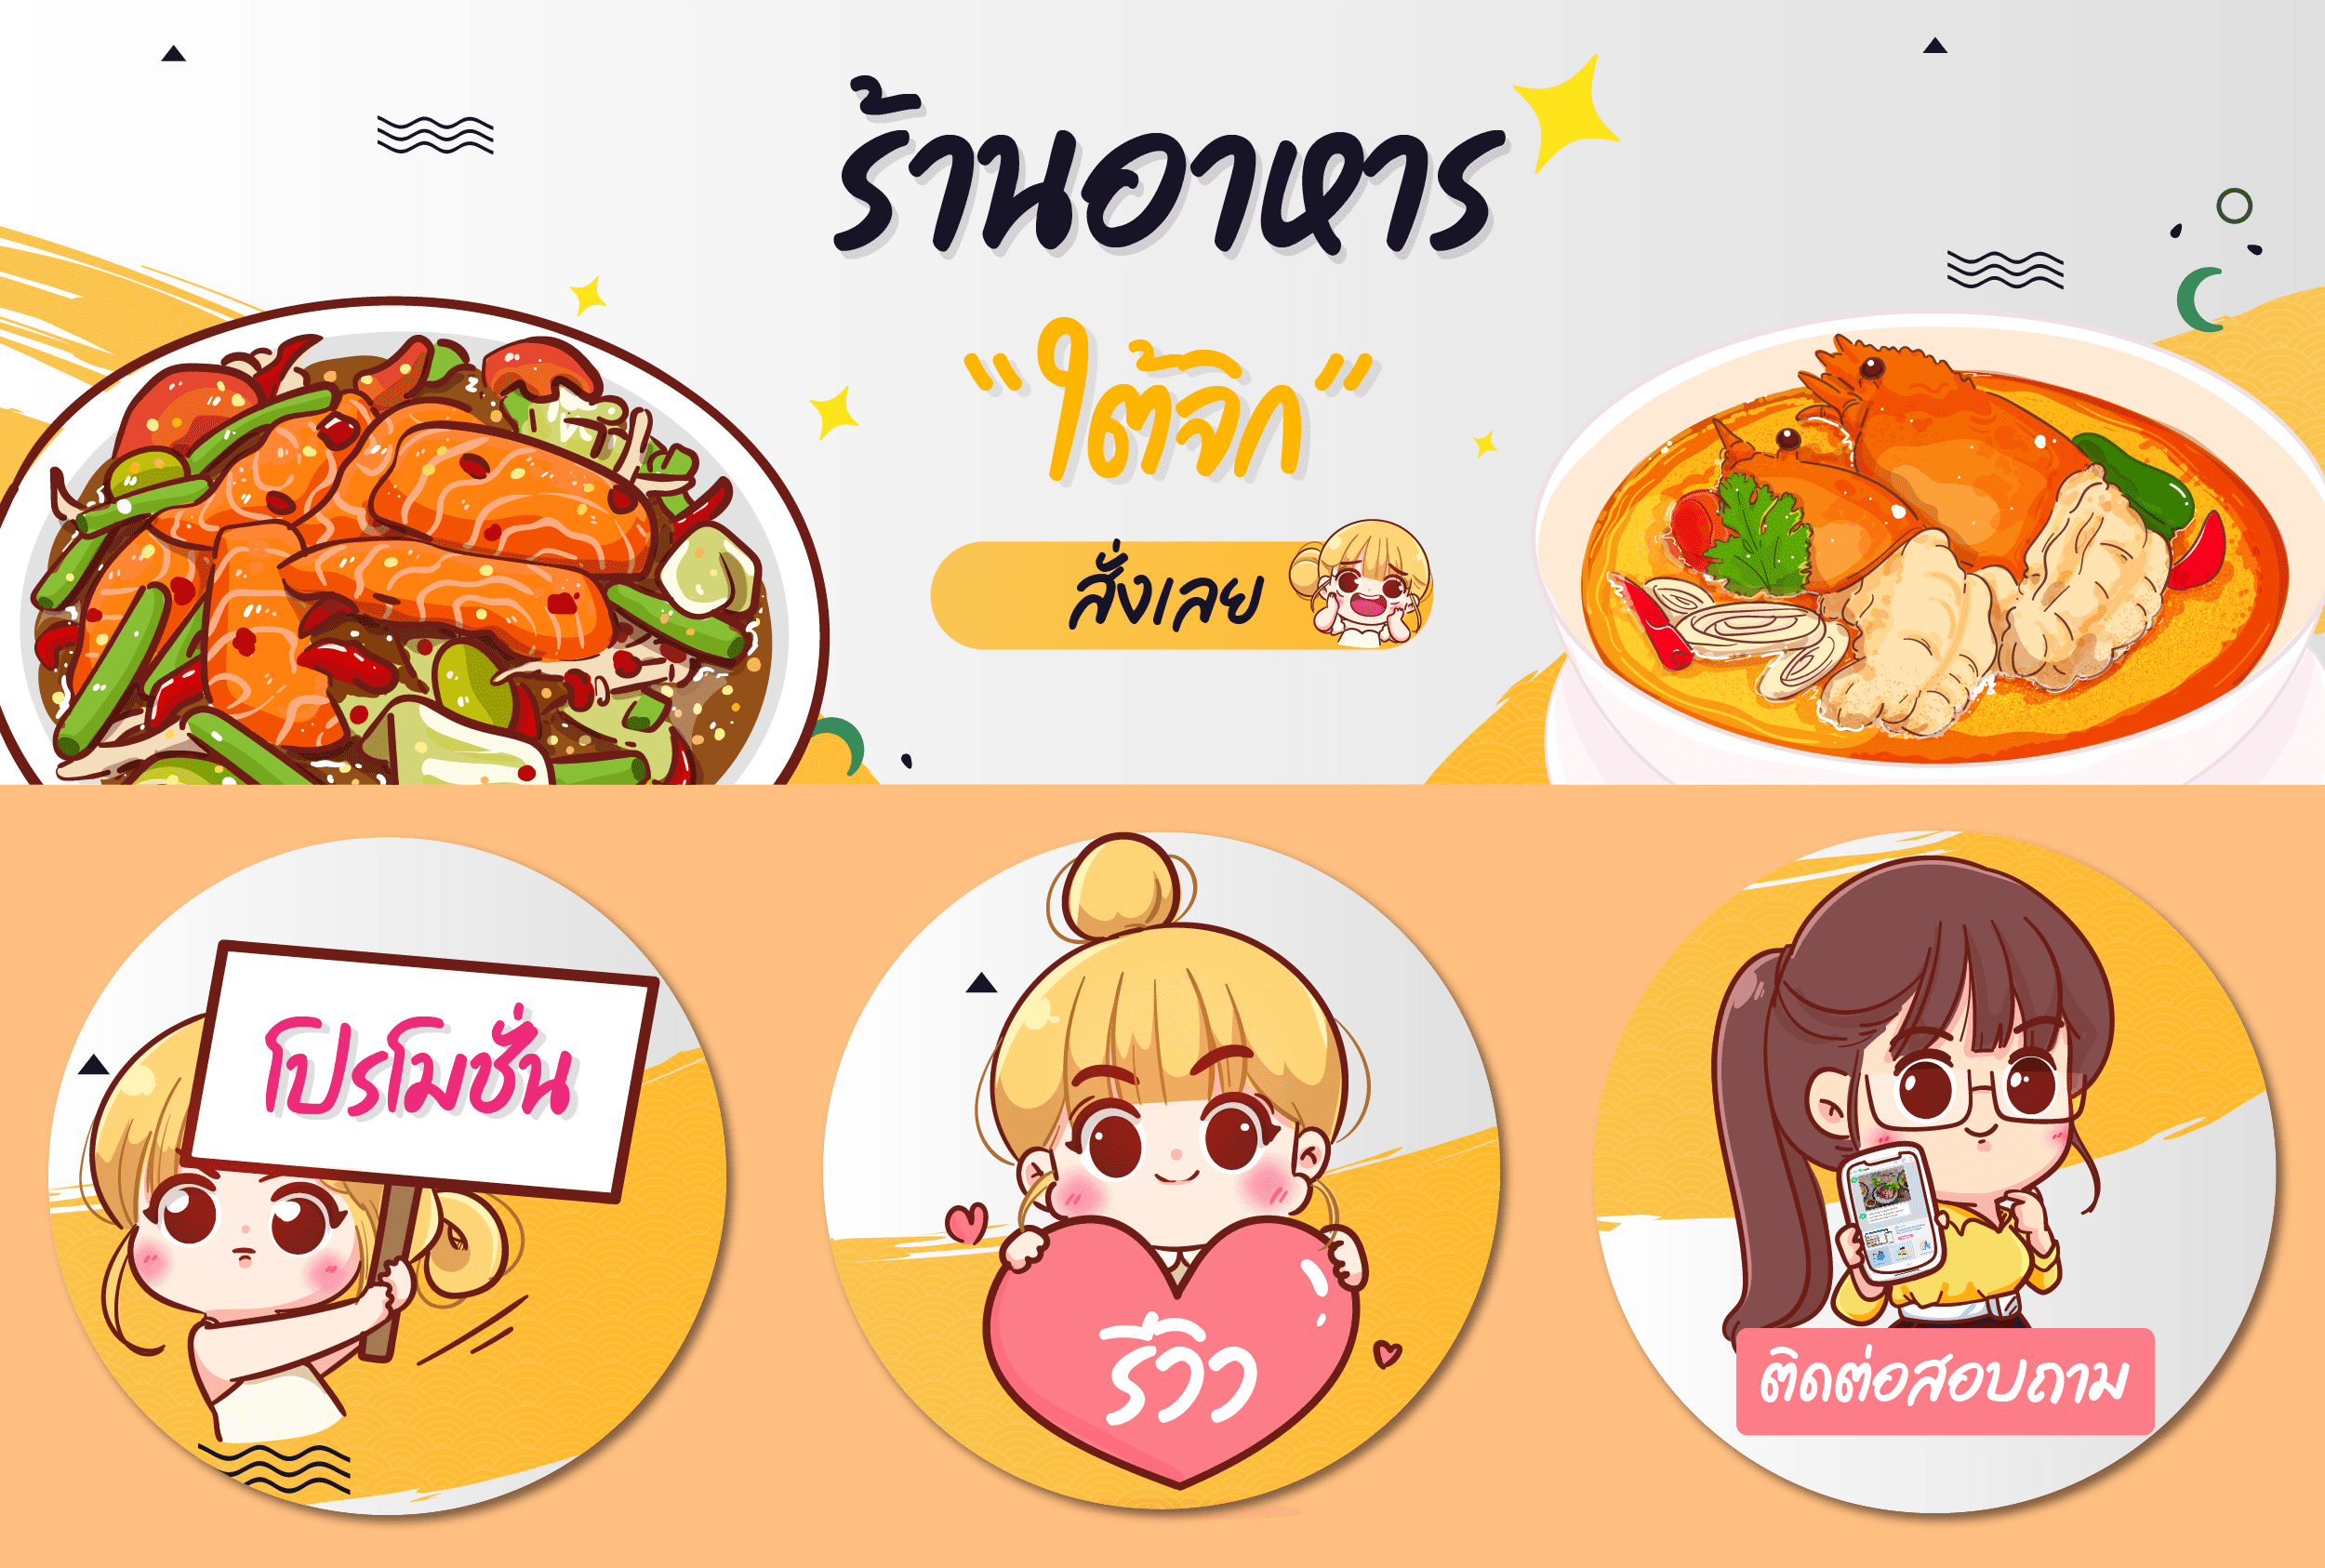 ร้านอาหาร
"ใต้จิก"
สั่งเลย
โปรโมชั่น
รีวิว
ติดต่อสอบถาม